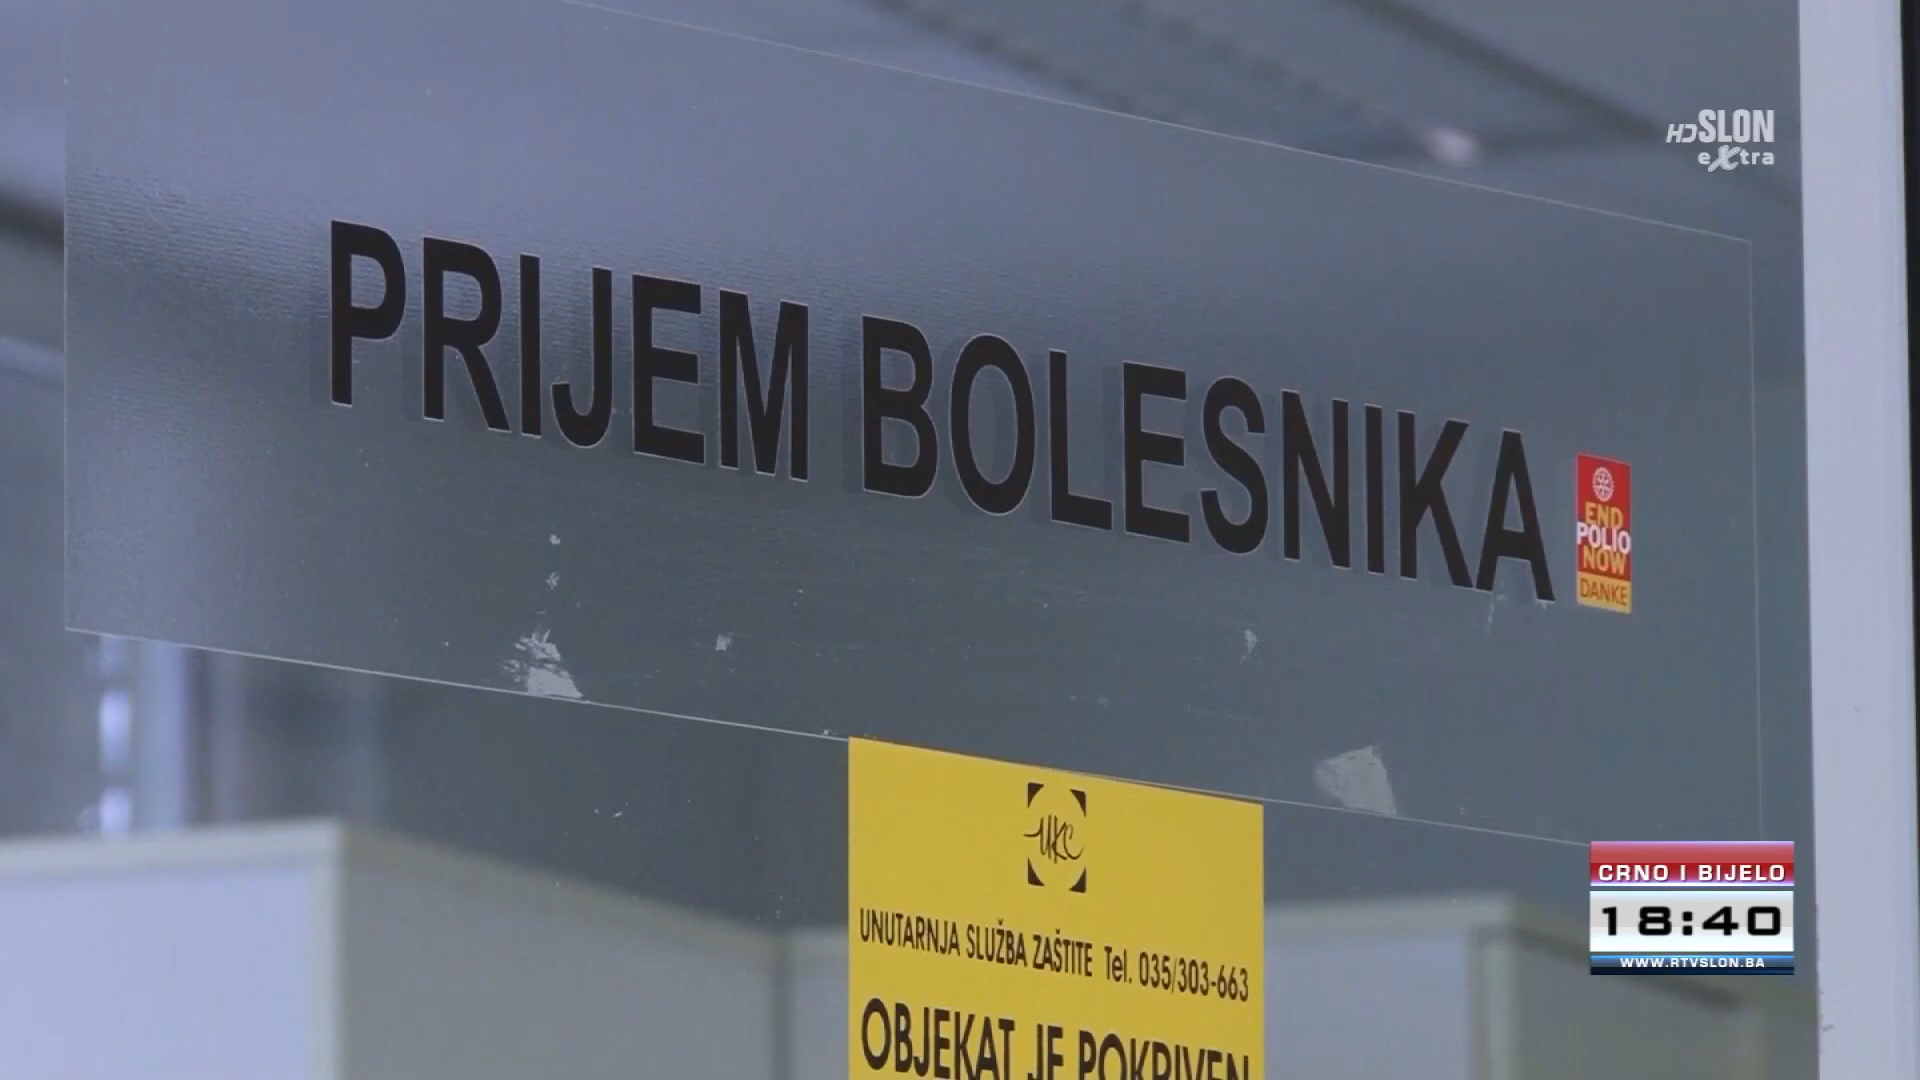 HD SLON
eXtra
PRIJEM BOLESNIKA
END
POLIO
NOW
DANKE
UKC
UNUTARNJA SLUŽBA ZAŠTITE Tel. 035/303-663
OBJEKAT JE POKRIVEN
CRNO I BIJELO
18:40
WWW.RTVSLON.BA